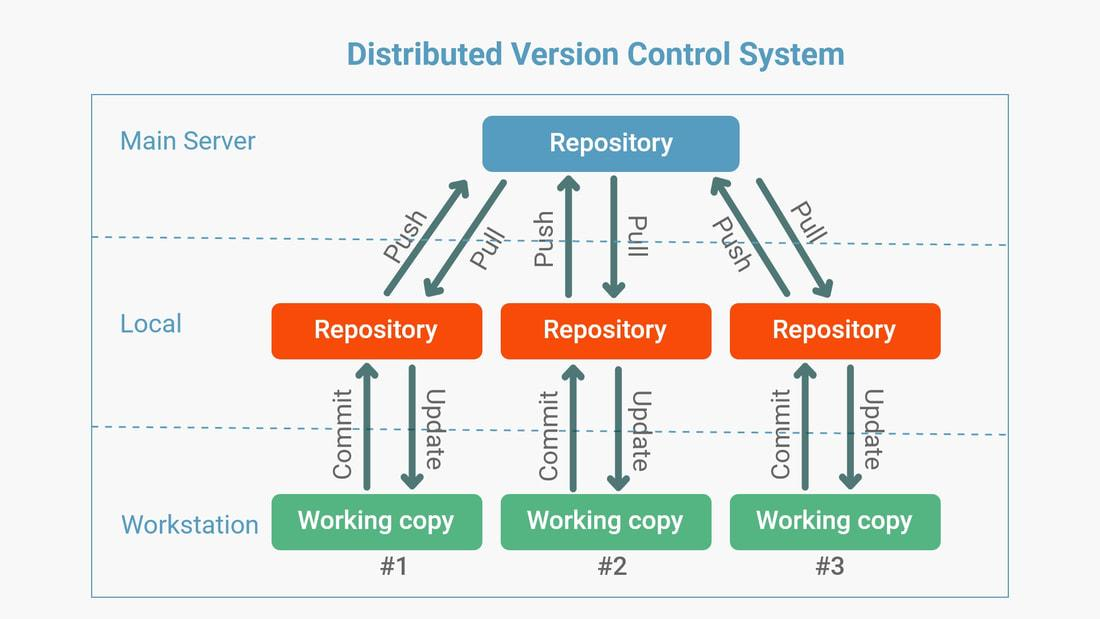 Distributed Version Control System
Main Server
Repository
Push
Pull
Push
Pull
Push
Pull
Local
Repository
Repository
Repository
Commit
Update
Commit
Update
Commit
Update
Workstation
Working copy
Working copy
Working copy
#1
#2
#3